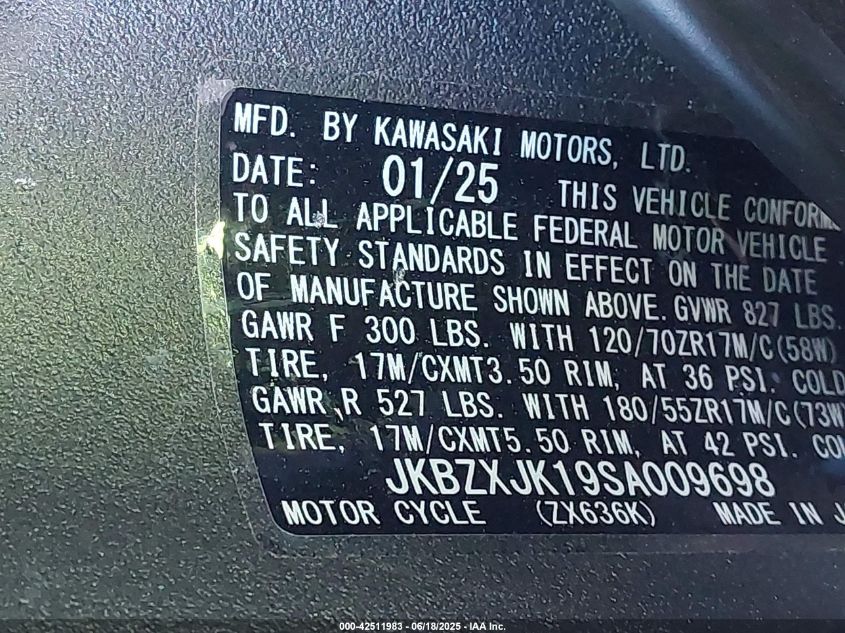 MFD. BY KAWASAKI MOTORS, LTD.
DATE: 01/25 THIS VEHICLE
TO ALL APPLICABLE FEDERAL MOTOR VEHICLE
SAFETY STANDARDS IN EFFECT ON THE DATE
OF MANUFACTURE SHOWN ABOVE. GVWR 827 LBS.
GAWR F 300 LBS. WITH 120/70ZR17M/C(58W)
TIRE, 17M/CXMT3.50 RIM, AT 36 PSI. COLD
GAWR R 527 LBS. WITH 180/55ZR17M/C(73W
TIRE, 17M/CXMT5.50 RIM, AT 42 PSI.
JKBZXJK19SA009698
MOTOR CYCLE (ZX636K) MADE IN
000-42511983 - 06/18/2025 - IAA Inc.